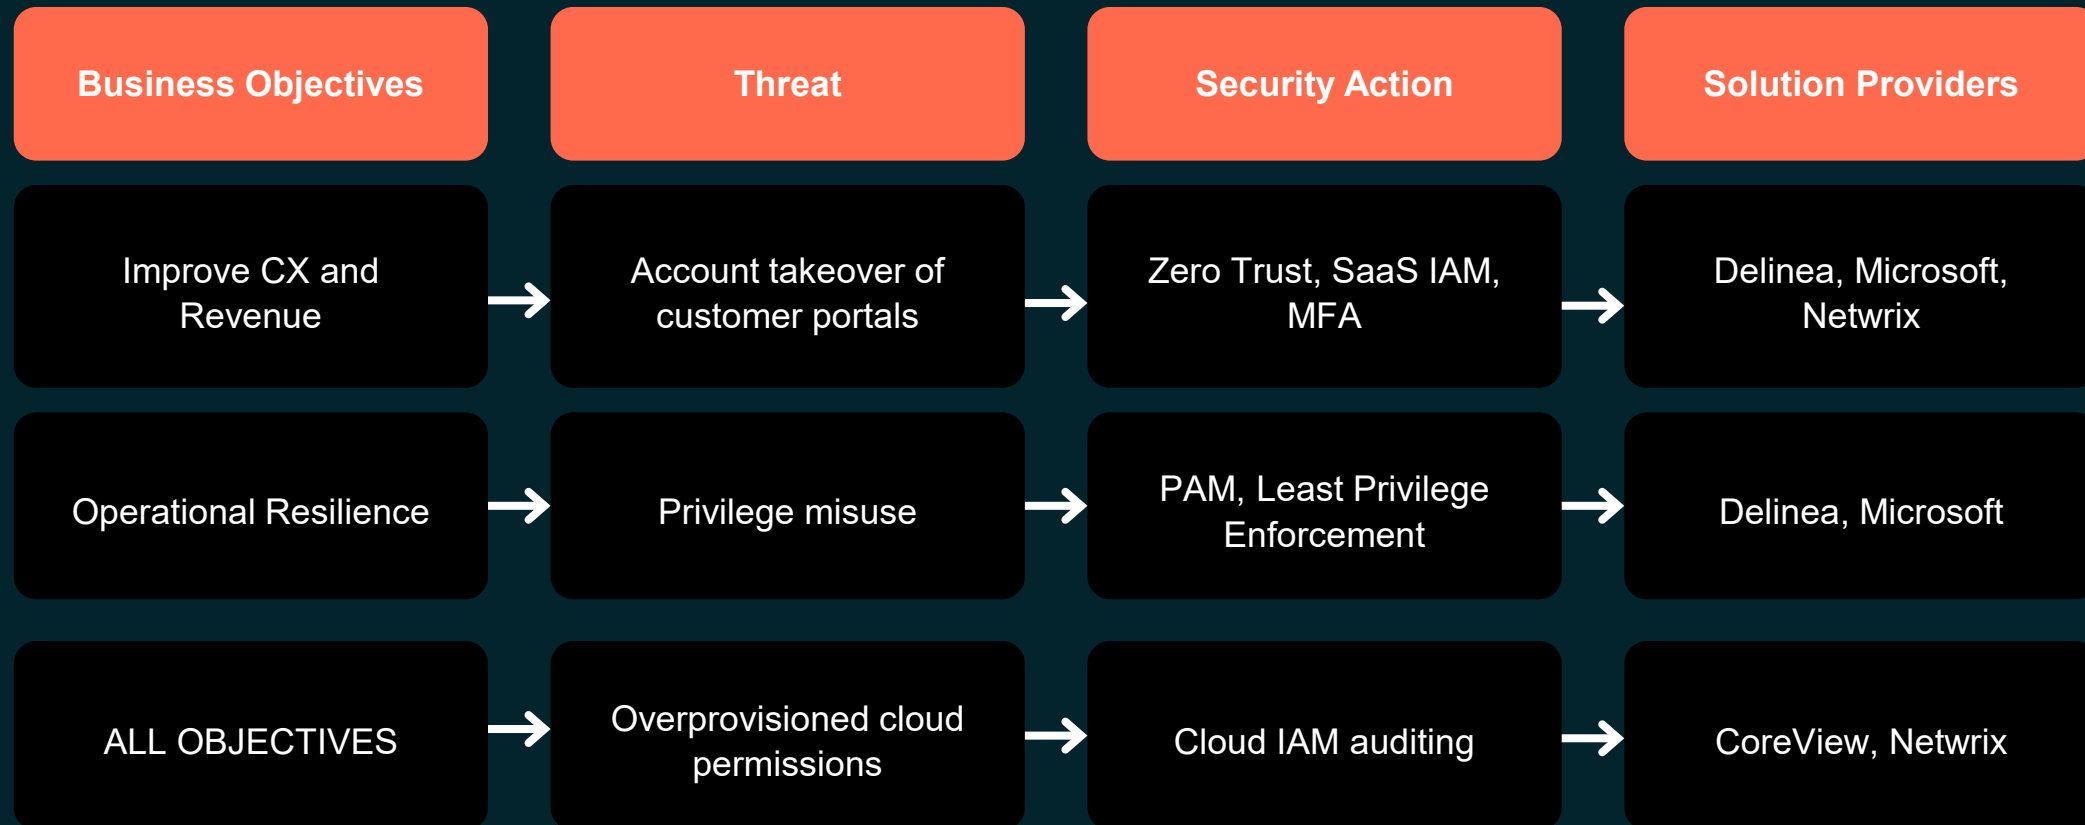 Business Objectives
Threat
Security Action
Solution Providers
Improve CX and
Revenue
Account takeover of
customer portals
Zero Trust, SaaS IAM,
MFA
Delinea, Microsoft,
Netwrix
Operational Resilience
Privilege misuse
PAM, Least Privilege
Enforcement
Delinea, Microsoft
ALL OBJECTIVES
Overprovisioned cloud
permissions
Cloud IAM auditing
CoreView, Netwrix